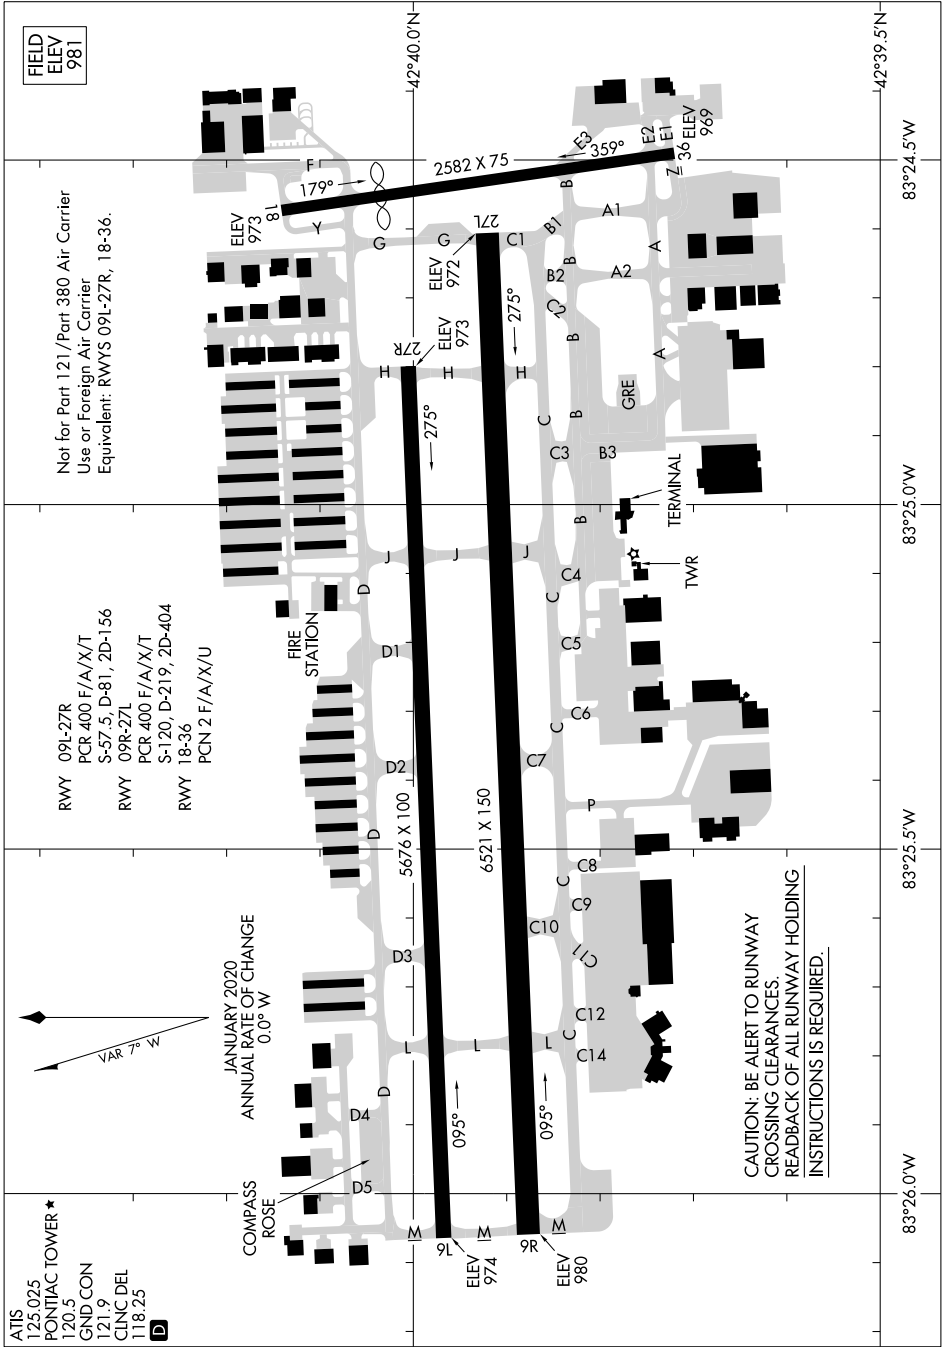 ATIS
125.025
PONTIAC TOWER ★
120.5
GND CON
121.9
CLNC DEL
118.25
D
VAR 7° W
JANUARY 2020
ANNUAL RATE OF CHANGE
0.0° W
RWY 09L-27R
PCR 400 F/A/X/T
S-57.5, D-81, 2D-156
RWY 09R-27L
PCR 400 F/A/X/T
S-120, D-219, 2D-404
RWY 18-36
PCN 2 F/A/X/U
Not for Part 121/Part 380 Air Carrier
Use or Foreign Air Carrier
Equivalent: RWYS 09L-27R, 18-36.
FIELD
ELEV
981
COMPASS
ROSE
FIRE
STATION
D5
D4
D
D3
D
D2
D1
D
J
H
G
Y
F
ELEV
973
18
179°
M
9L
ELEV
974
095°
L
5676 X 100
275°
27R
ELEV
973
H
G
42°40.0'N
M
L
J
2582 X 75
9R
ELEV
980
095°
6521 X 150
275°
27L
ELEV
972
M
L
C10
C7
J
H
C1
C
C
C
C
C
C2
B2
B1
C14
C12
C11
C9
C8
P
C6
C5
C4
C3
B3
B
B
B
B
B
GRE
A2
A1
A
A
E3
359°
E2
E1
36
Z
ELEV
969
TWR
TERMINAL
CAUTION: BE ALERT TO RUNWAY
CROSSING CLEARANCES.
READBACK OF ALL RUNWAY HOLDING
INSTRUCTIONS IS REQUIRED.
42°39.5'N
83°26.0'W
83°25.5'W
83°25.0'W
83°24.5'W